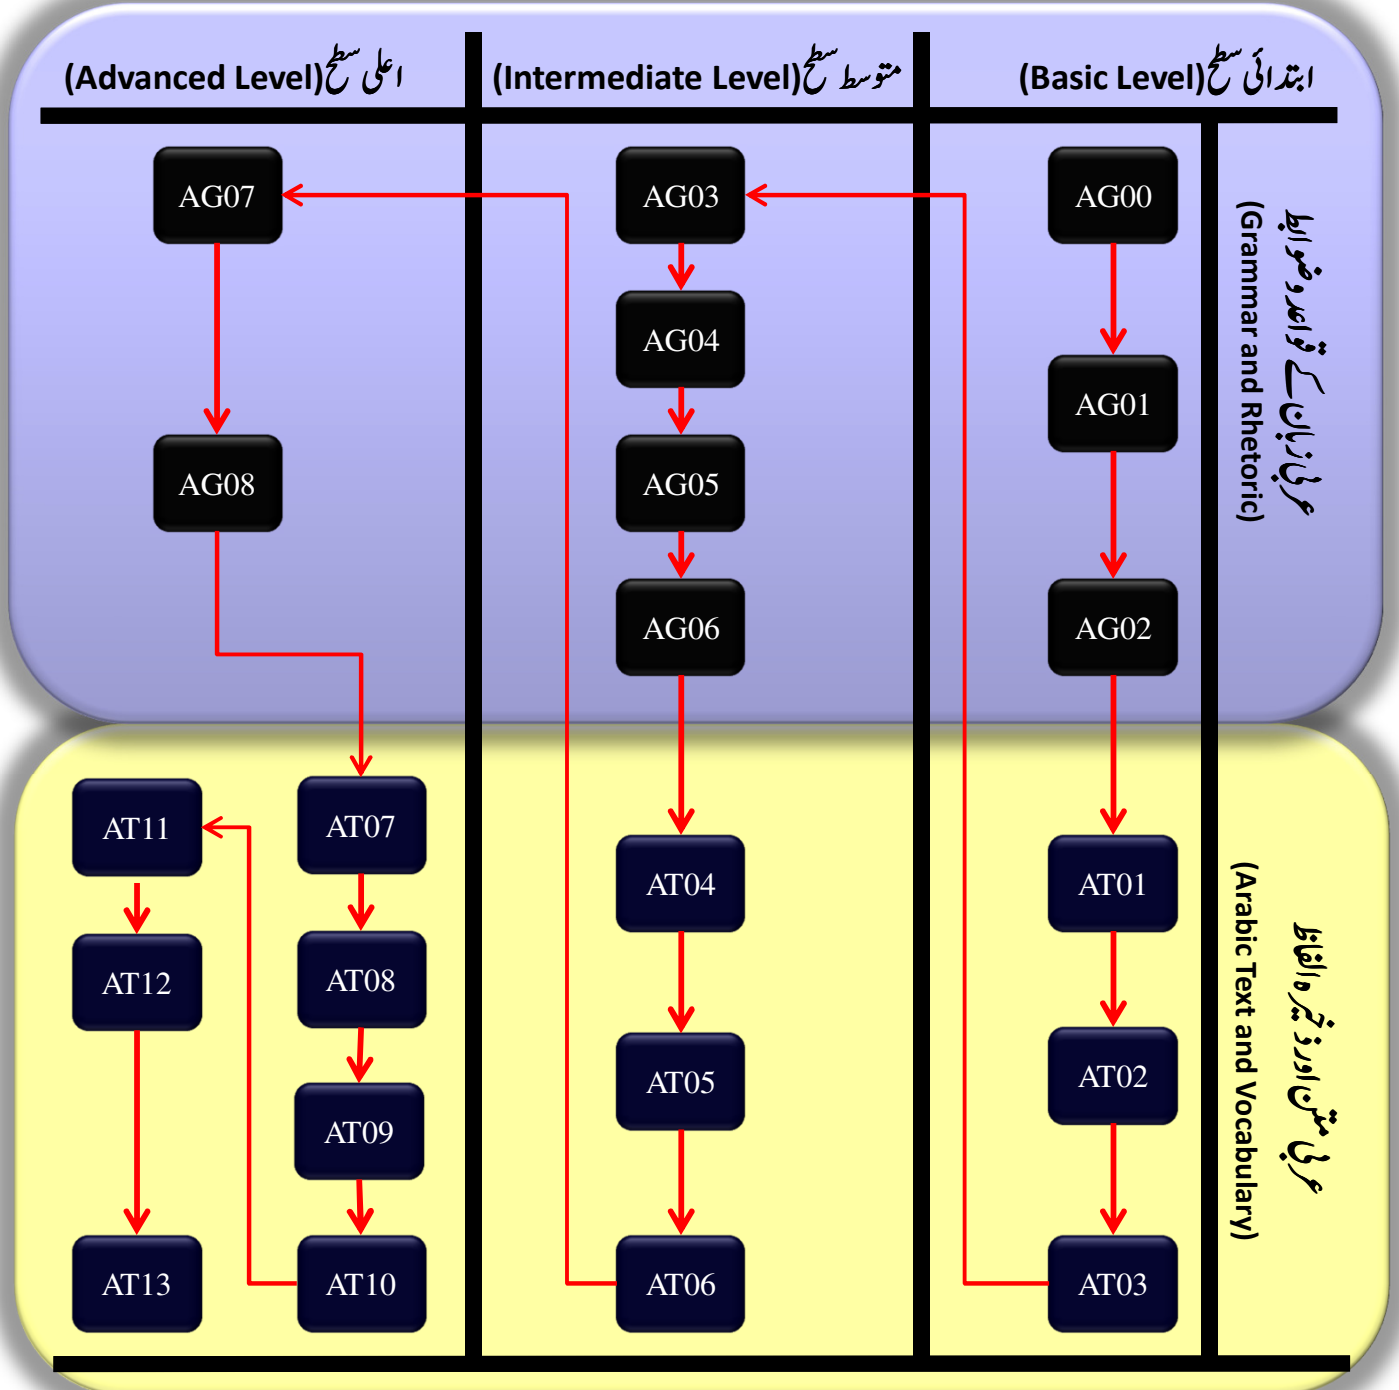 ابتدائی سطح(Basic Level)
متوسط سطح(Intermediate Level)
اعلی سطح(Advanced Level)
عربی زبان کے قواعد و ضوابط
(Grammar and Rhetoric)
AG00
AG01
AG02
AG03
AG04
AG05
AG06
AG07
AG08
عربی متن اور ذخیرہ الفاظ
(Arabic Text and Vocabulary)
AT01
AT02
AT03
AT04
AT05
AT06
AT07
AT08
AT09
AT10
AT11
AT12
AT13